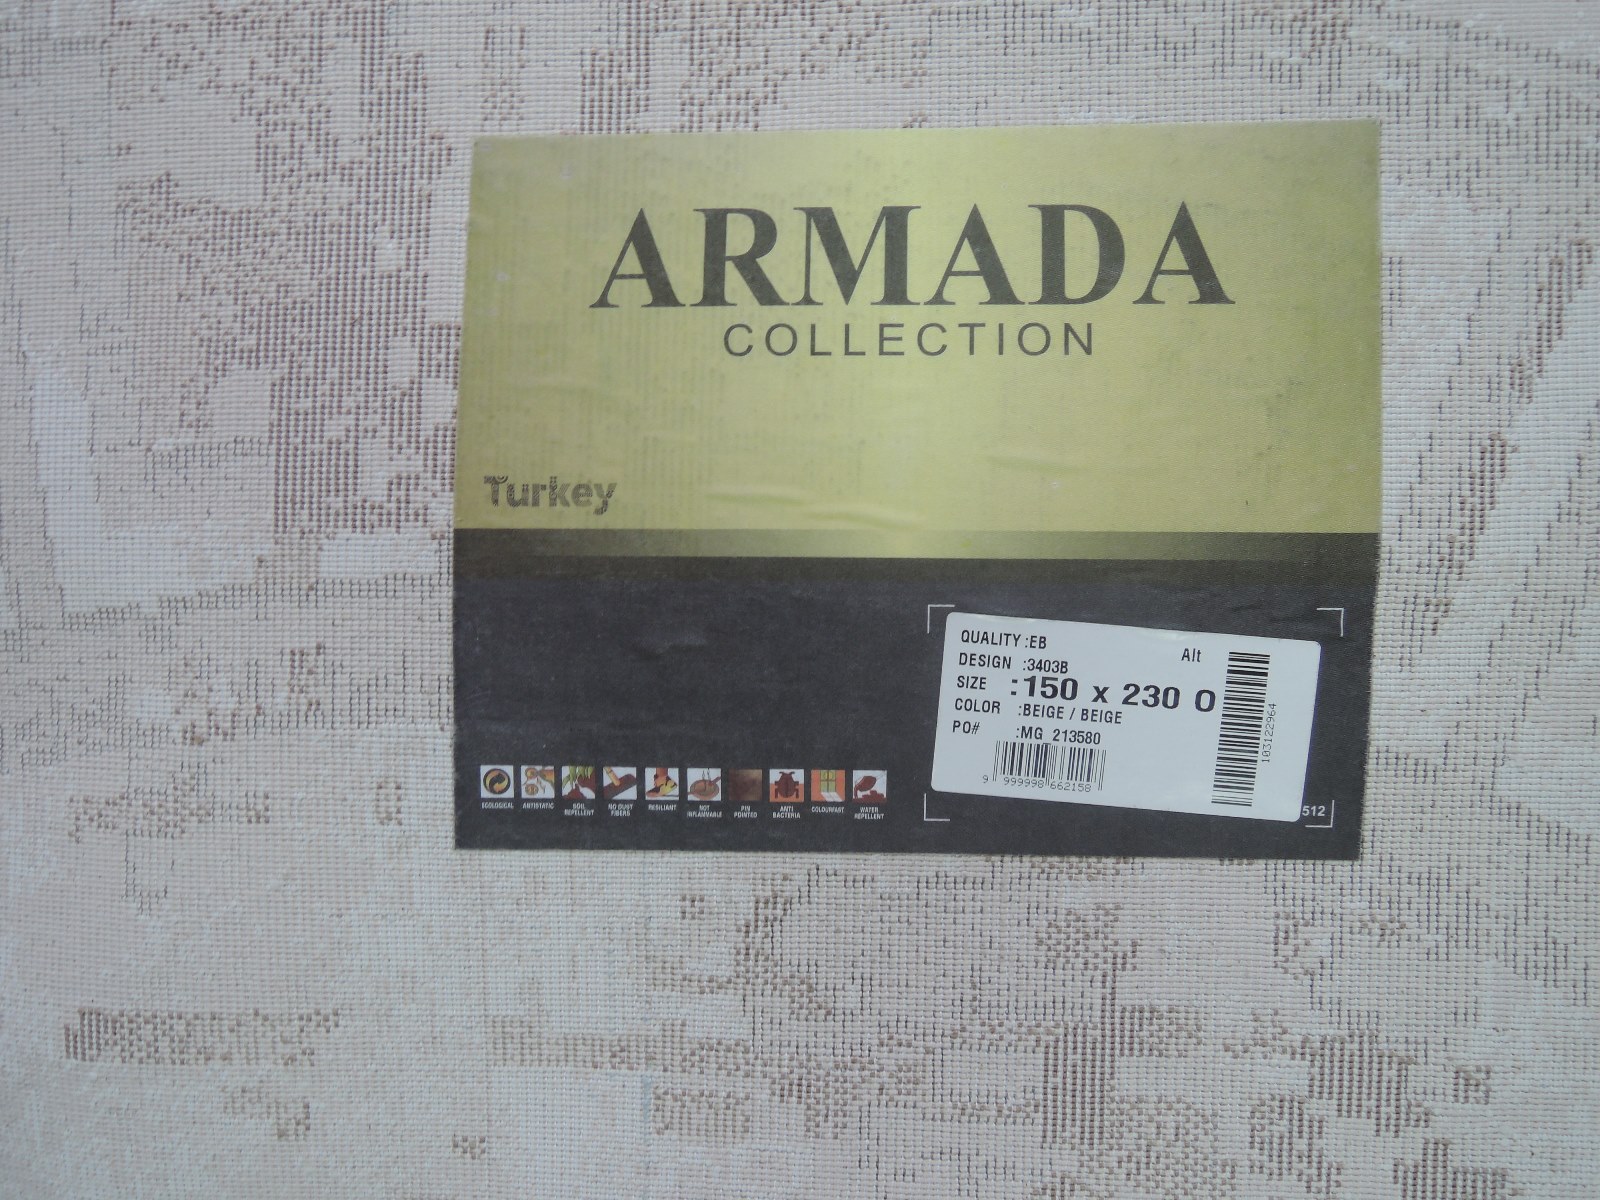 ARMADA
COLLECTION
Turkey
QUALITY :EB
Alt
DESIGN :3403B
SIZE :150 x 230 O
COLOR :BEIGE / BEIGE
PO# :MG 213580
9 999998 662158
103122964
512
ECOLOGICAL
ANTISTATIC
SOIL REPELLENT
NO DUST FIBERS
RESILIANT
NOT INFLAMMABLE
PIN POINTED
ANTI BACTERIA
COLOURFAST
WATER REPELLENT